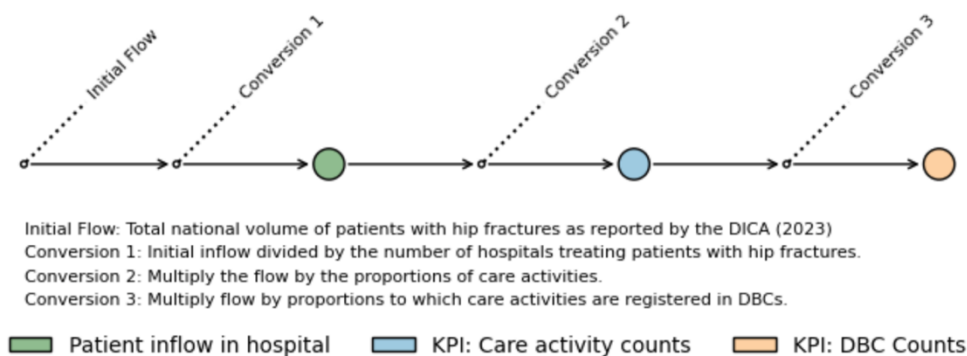 Initial Flow
Conversion 1
Conversion 2
Conversion 3
Initial Flow: Total national volume of patients with hip fractures as reported by the DICA (2023)
Conversion 1: Initial inflow divided by the number of hospitals treating patients with hip fractures.
Conversion 2: Multiply the flow by the proportions of care activities.
Conversion 3: Multiply flow by proportions to which care activities are registered in DBCs.
Patient inflow in hospital
KPI: Care activity counts
KPI: DBC Counts